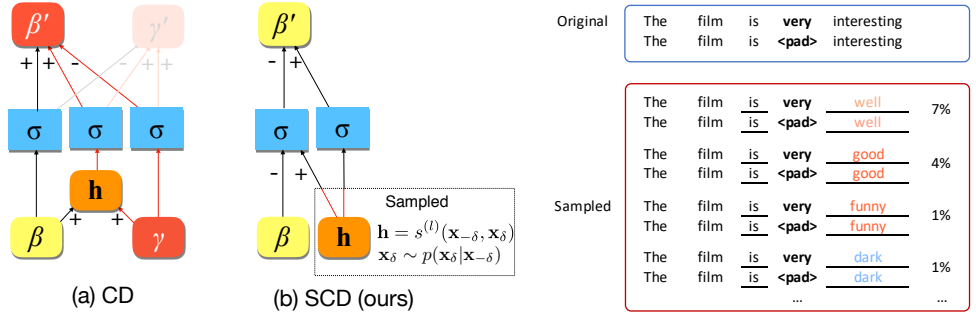 β′ γ′
+ + - + +
σ σ σ
h
+ +
β γ
(a) CD
β′
- +
σ σ
- +
Sampled
β h
h = s^(l)(x_−δ, x_δ)
x_δ ∼ p(x_δ|x_−δ)
(b) SCD (ours)
Original
The film is very interesting
The film is <pad> interesting
Sampled
The film is very well
The film is <pad> well
7%
The film is very good
The film is <pad> good
4%
The film is very funny
The film is <pad> funny
1%
The film is very dark
The film is <pad> dark
1%
... ...